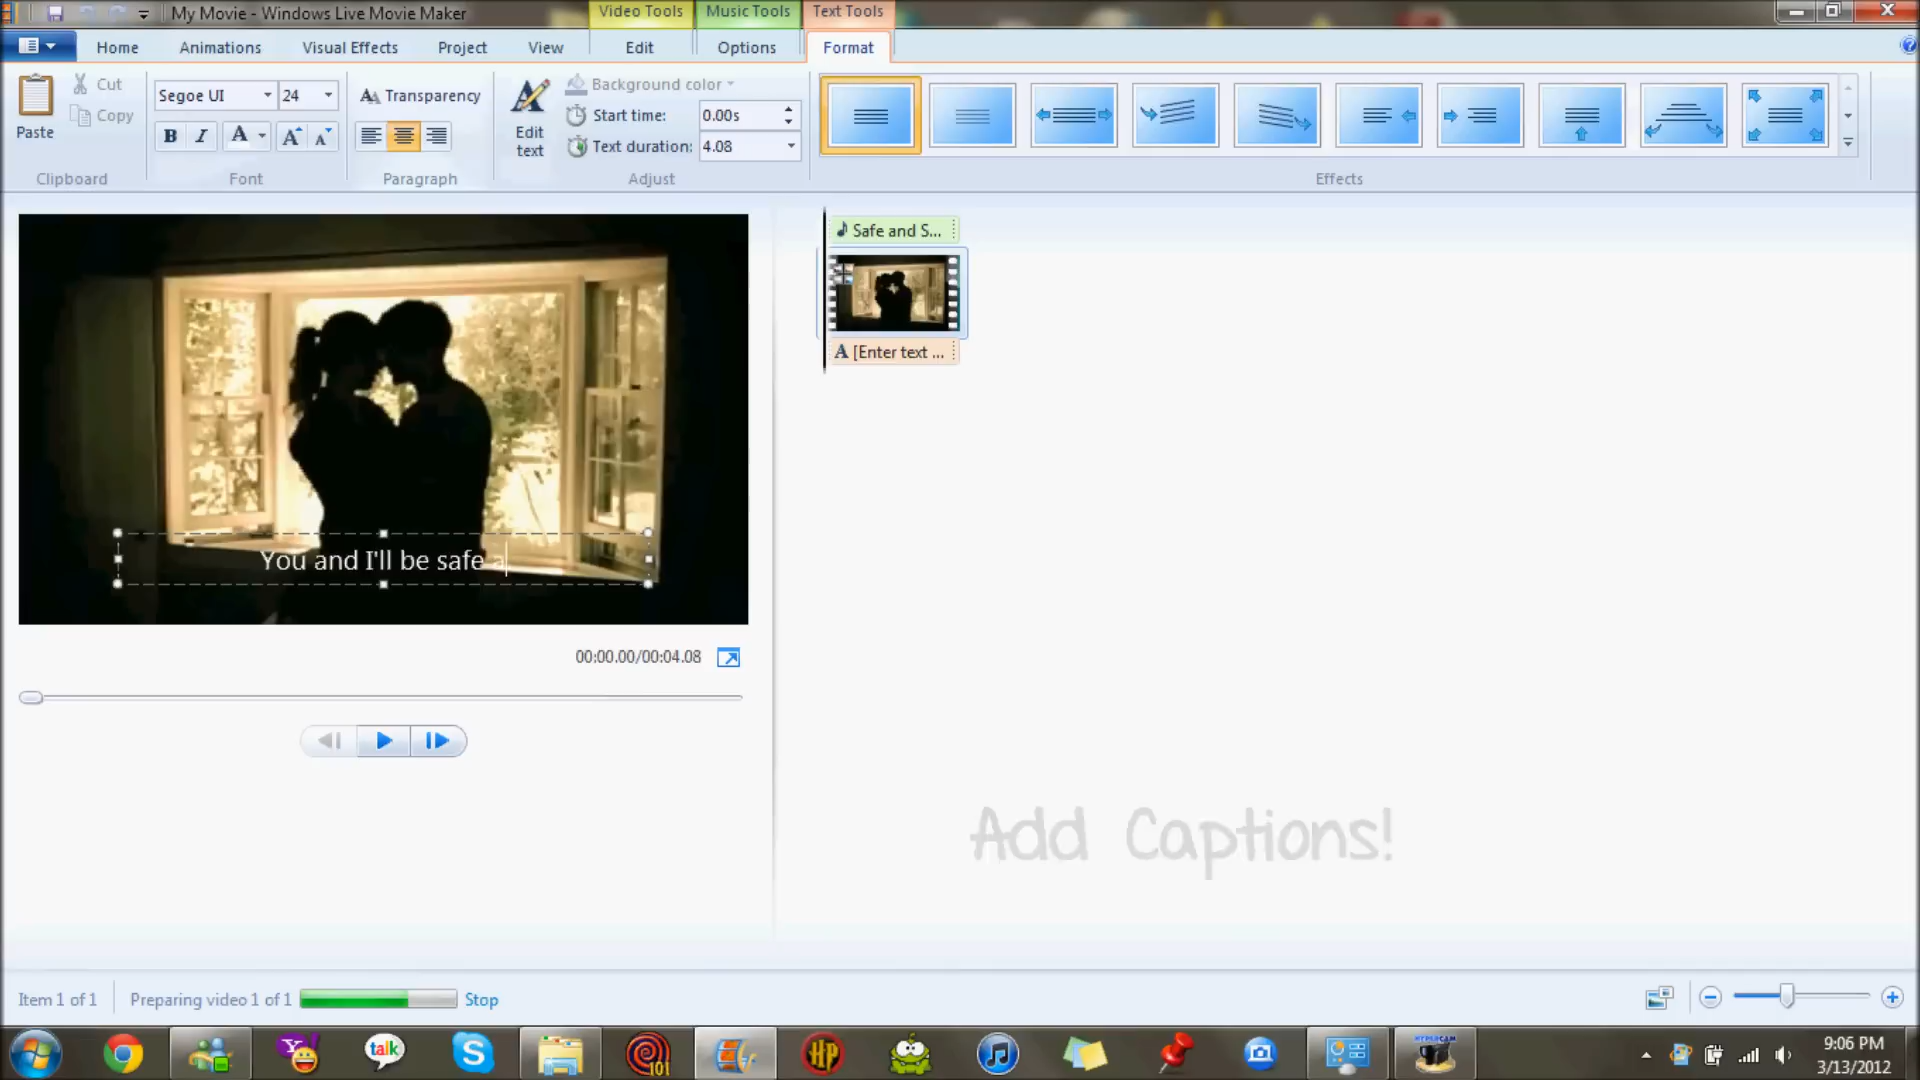 My Movie - Windows Live Movie Maker
Video Tools
Music Tools
Text Tools
Home
Animations
Visual Effects
Project
View
Edit
Options
Format
Paste
Cut
Copy
Clipboard
Segoe UI
24
B I A A A
Font
Transparency
Paragraph
Edit text
Background color
Start time: 0.00s
Text duration: 4.08
Adjust
Effects
Safe and S...
A [Enter text ...
You and I'll be safe a
00:00.00/00:04.08
Add Captions!
Item 1 of 1
Preparing video 1 of 1
Stop
talk
101
HP
HYPERCAM
9:06 PM
3/13/2012